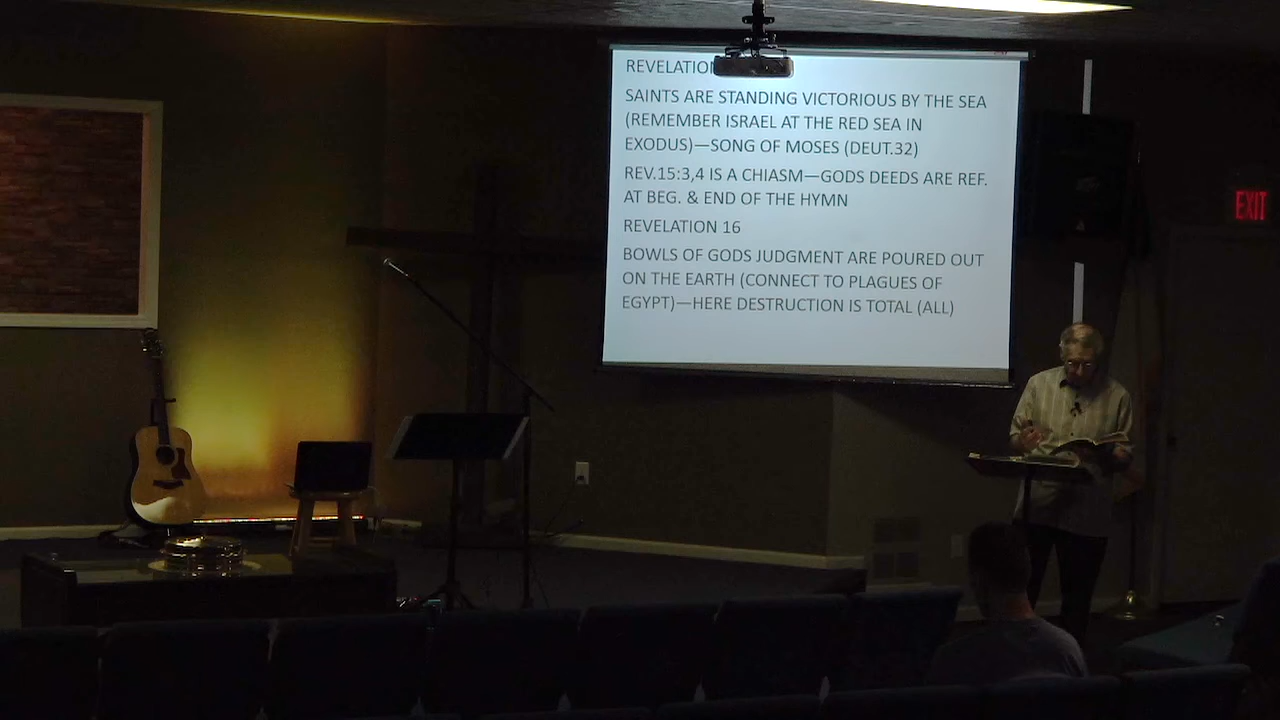 REVELATION
SAINTS ARE STANDING VICTORIOUS BY THE SEA
(REMEMBER ISRAEL AT THE RED SEA IN
EXODUS)—SONG OF MOSES (DEUT.32)
REV.15:3,4 IS A CHIASM—GODS DEEDS ARE REF.
AT BEG. & END OF THE HYMN
REVELATION 16
BOWLS OF GODS JUDGMENT ARE POURED OUT
ON THE EARTH (CONNECT TO PLAGUES OF
EGYPT)—HERE DESTRUCTION IS TOTAL (ALL)
EXIT